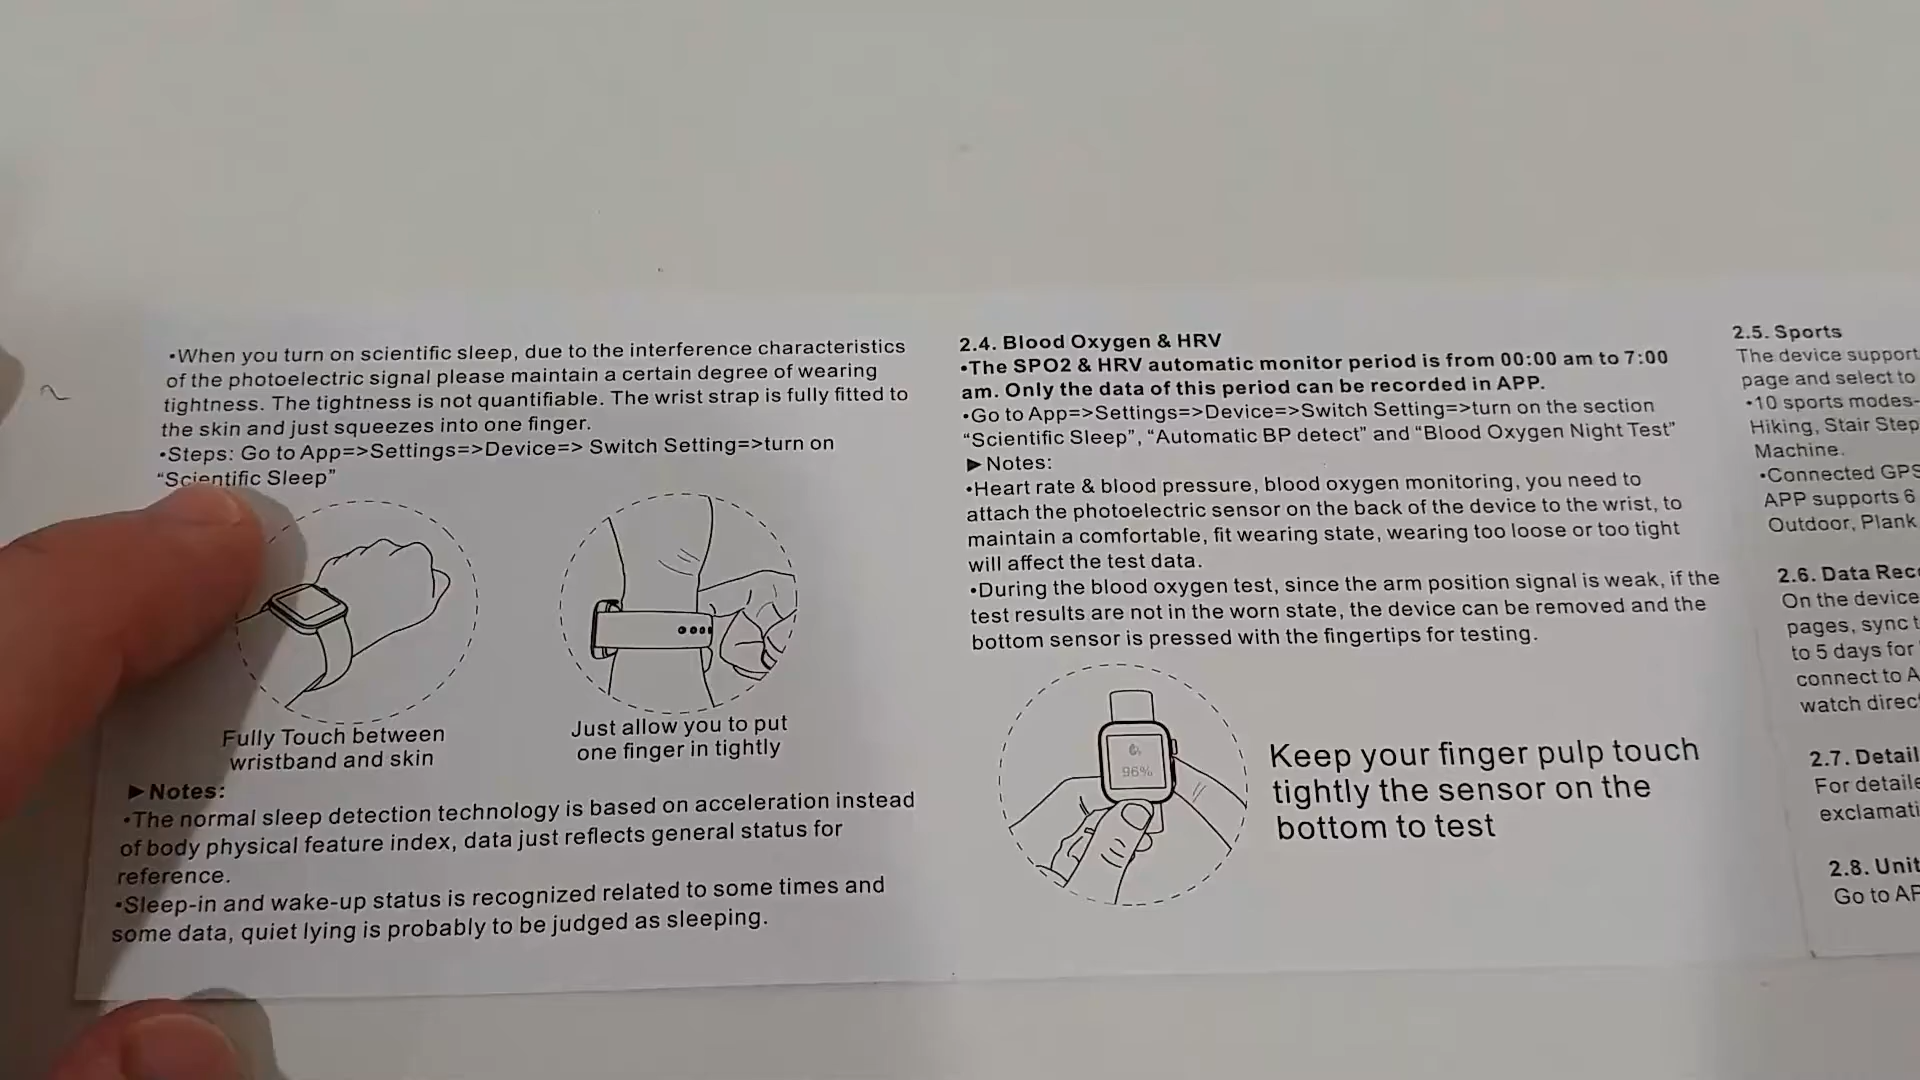 •When you turn on scientific sleep, due to the interference characteristics
of the photoelectric signal please maintain a certain degree of wearing
tightness. The tightness is not quantifiable. The wrist strap is fully fitted to
the skin and just squeezes into one finger.
•Steps: Go to App=>Settings=>Device=> Switch Setting=>turn on
“Scientific Sleep”
Fully Touch between
wristband and skin
Just allow you to put
one finger in tightly
►Notes:
•The normal sleep detection technology is based on acceleration instead
of body physical feature index, data just reflects general status for
reference.
•Sleep-in and wake-up status is recognized related to some times and
some data, quiet lying is probably to be judged as sleeping.
2.4. Blood Oxygen & HRV
•The SPO2 & HRV automatic monitor period is from 00:00 am to 7:00
am. Only the data of this period can be recorded in APP.
•Go to App=>Settings=>Device=>Switch Setting=>turn on the section
“Scientific Sleep”, “Automatic BP detect” and “Blood Oxygen Night Test”
►Notes:
•Heart rate & blood pressure, blood oxygen monitoring, you need to
attach the photoelectric sensor on the back of the device to the wrist, to
maintain a comfortable, fit wearing state, wearing too loose or too tight
will affect the test data.
•During the blood oxygen test, since the arm position signal is weak, if the
test results are not in the worn state, the device can be removed and the
bottom sensor is pressed with the fingertips for testing.
96%
Keep your finger pulp touch
tightly the sensor on the
bottom to test
2.5. Sports
The device support
page and select to
•10 sports modes-
Hiking, Stair Step
Machine.
•Connected GPS
APP supports 6
Outdoor, Plank
2.6. Data Rec
On the device
pages, sync t
to 5 days for
connect to A
watch direc
2.7. Detail
For detaile
exclamati
2.8. Unit
Go to AP